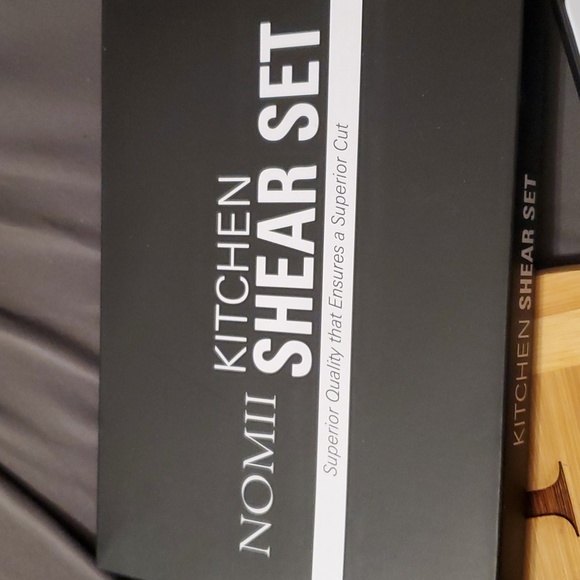 NOMII KITCHEN
SHEAR SET
Superior Quality that Ensures a Superior Cut
KITCHEN SHEAR SET